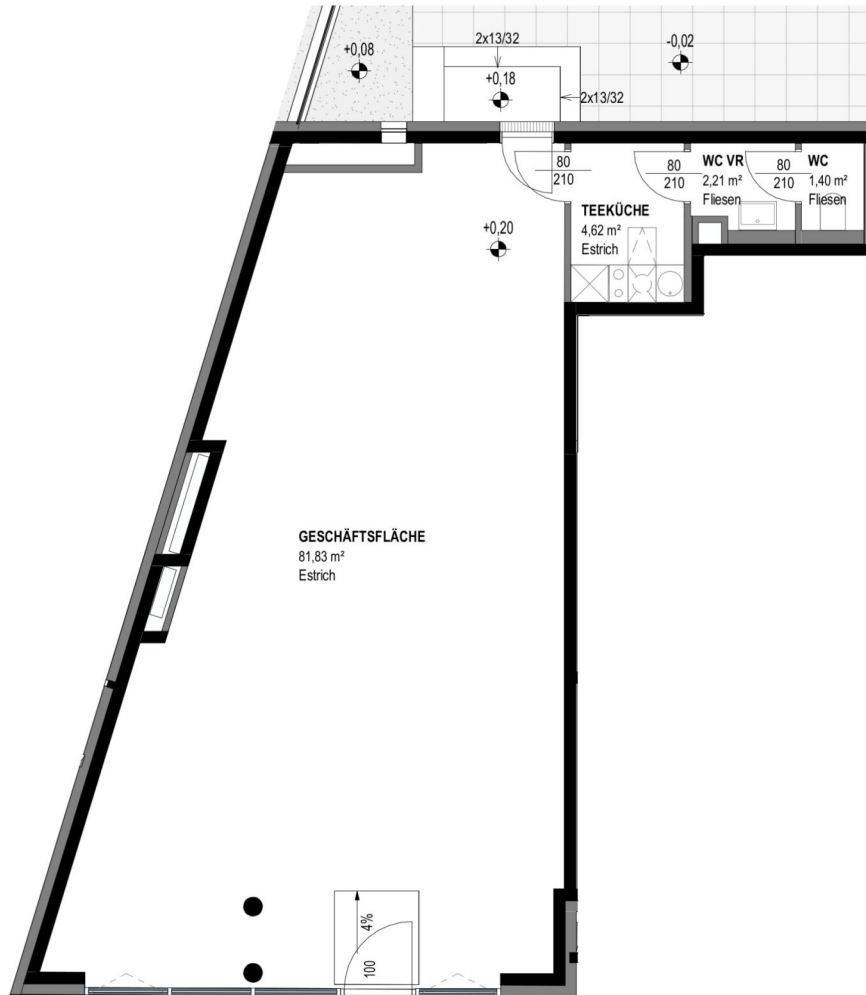 2x13/32
+0,08
-0,02
+0,18
2x13/32
80
210
80
210
WC VR
2,21 m²
Fliesen
80
210
WC
1,40 m²
Fliesen
TEEKÜCHE
4,62 m²
Estrich
+0,20
GESCHÄFTSFLÄCHE
81,83 m²
Estrich
4%
100